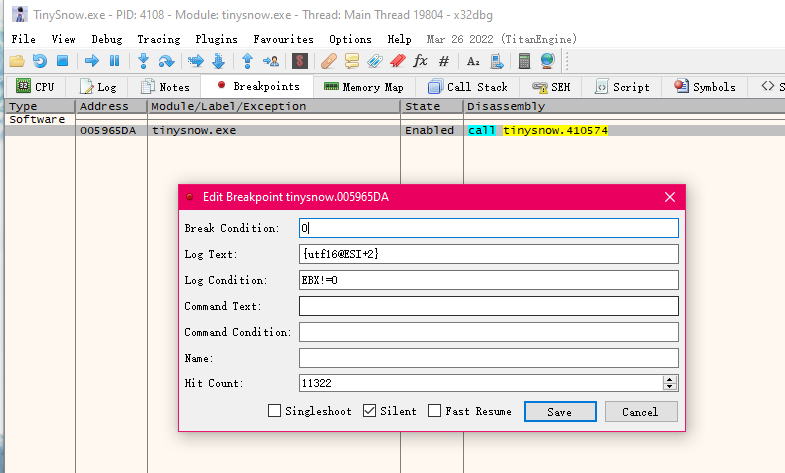 TinySnow.exe - PID: 4108 - Module: tinysnow.exe - Thread: Main Thread 19804 - x32dbg
File View Debug Tracing Plugins Favourites Options Help Mar 26 2022 (TitanEngine)
CPU Log Notes Breakpoints Memory Map Call Stack SEH Script Symbols <> S
Type Address Module/Label/Exception State Disassembly
Software
005965DA tinysnow.exe Enabled call tinysnow.410574
Edit Breakpoint tinysnow.005965DA
Break Condition: 0
Log Text: {utf16@ESI+2}
Log Condition: EBX!=0
Command Text:
Command Condition:
Name:
Hit Count: 11322
Singleshoot Silent Fast Resume Save Cancel